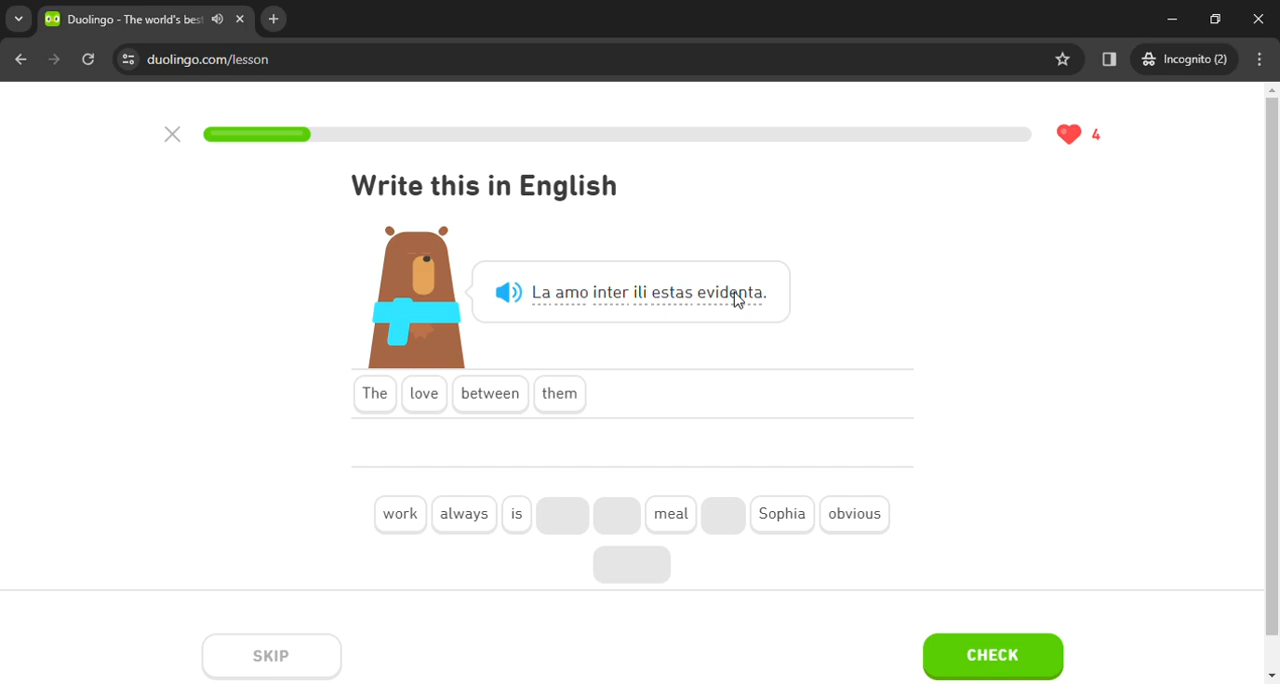 Duolingo - The world's bes
duolingo.com/lesson
Incognito (2)
4
Write this in English
La amo inter ili estas evidenta.
The love between them
work always is meal Sophia obvious
SKIP
CHECK